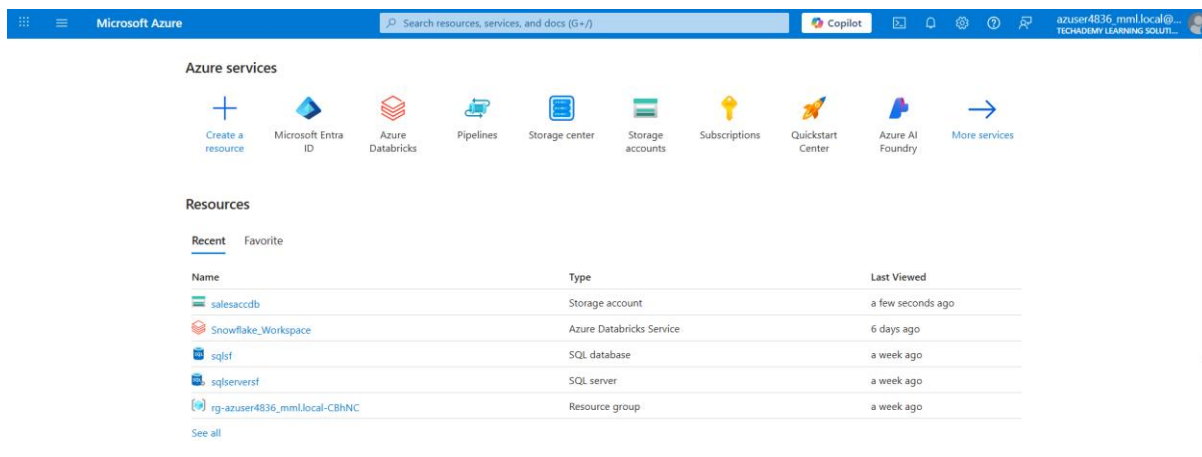 Microsoft Azure
Search resources, services, and docs (G+/)
Copilot
azuser4836_mml.local@...
TECHADEMY LEARNING SOLUTI...
Azure services
Create a resource
Microsoft Entra ID
Azure Databricks
Pipelines
Storage center
Storage accounts
Subscriptions
Quickstart Center
Azure AI Foundry
More services
Resources
Recent Favorite
Name Type Last Viewed
salesaccdb Storage account a few seconds ago
Snowflake_Workspace Azure Databricks Service 6 days ago
sqlsf SQL database a week ago
sqlserversf SQL server a week ago
rg-azuser4836_mml.local-CBhNC Resource group a week ago
See all